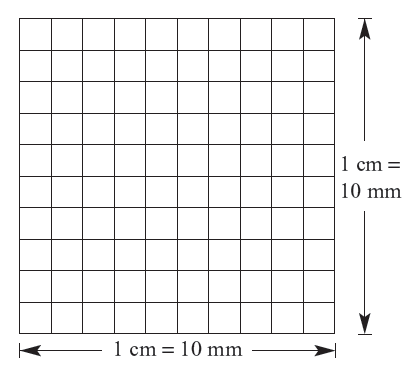 1 cm =
10 mm
1 cm = 10 mm